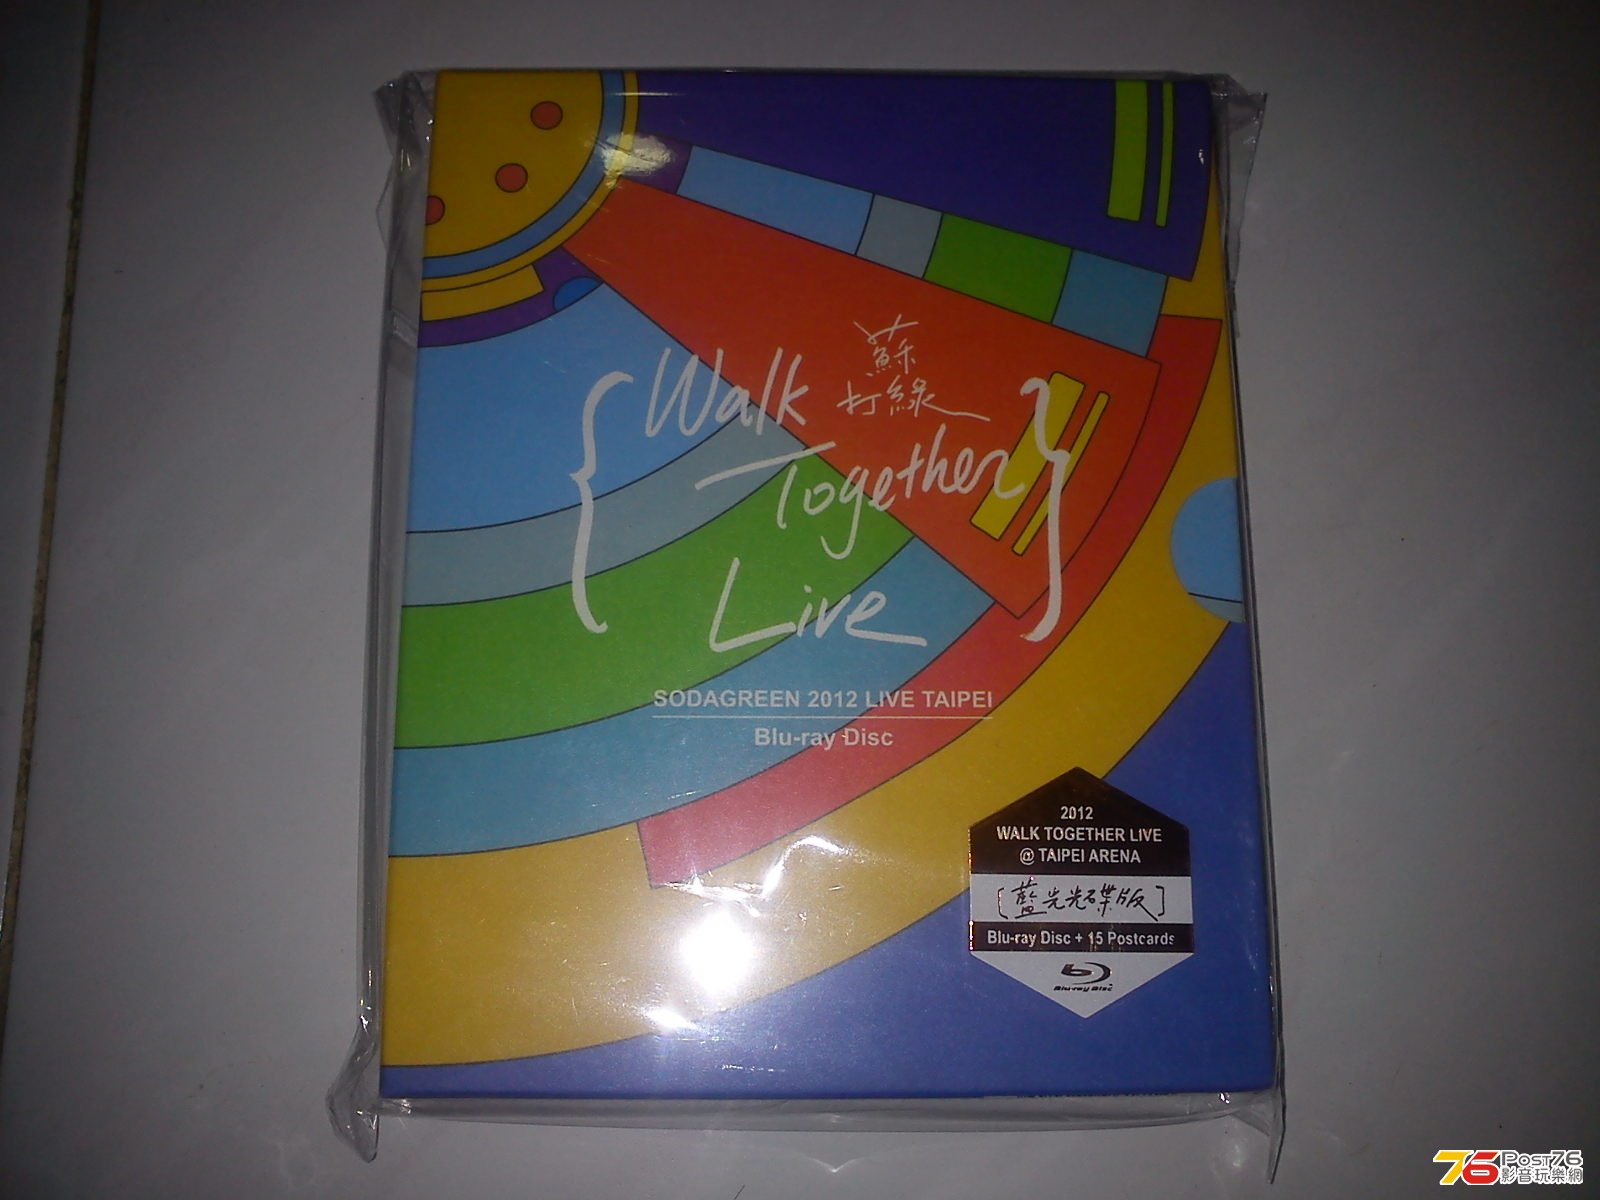 Walk 蘇打綠
Together
Live
SODAGREEN 2012 LIVE TAIPEI
Blu-ray Disc
2012
WALK TOGETHER LIVE
@ TAIPEI ARENA
[藍光光碟版]
Blu-ray Disc + 15 Postcards
Blu-ray Disc
76 POST76
影音玩樂網